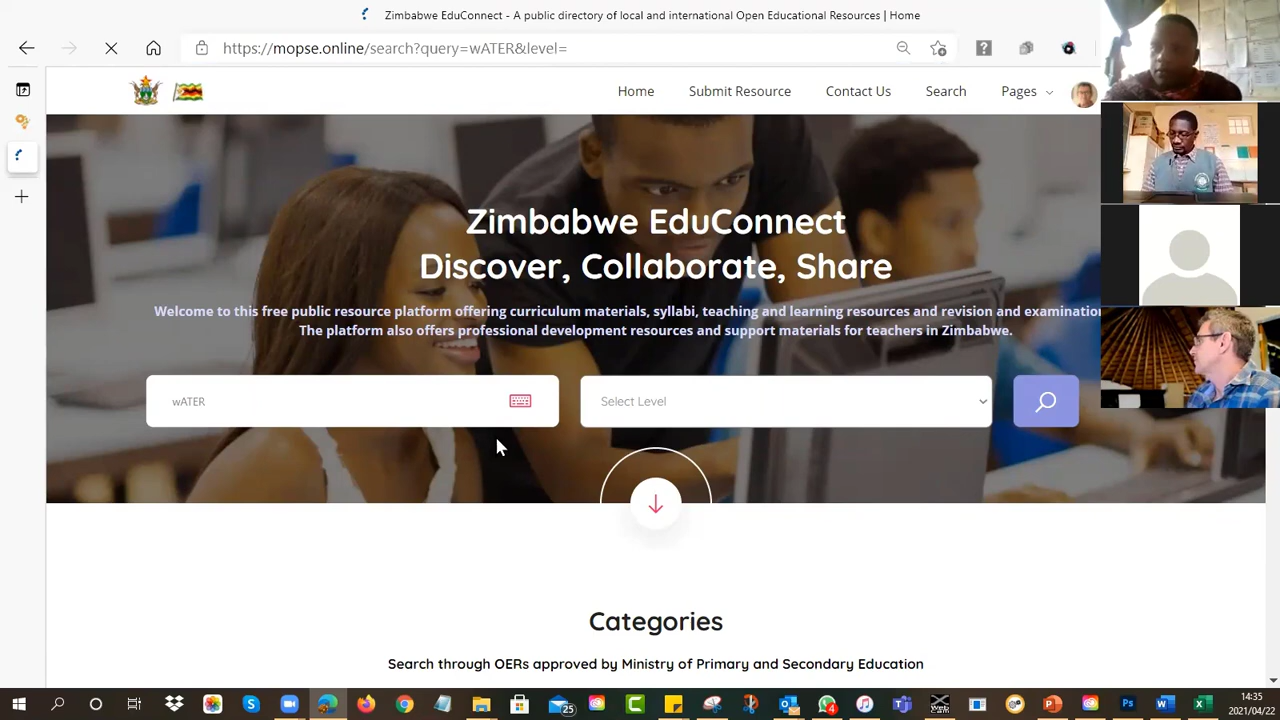 Zimbabwe EduConnect - A public directory of local and international Open Educational Resources | Home
https://mopse.online/search?query=wATER&level=
Home
Submit Resource
Contact Us
Search
Pages
Zimbabwe EduConnect
Discover, Collaborate, Share
Welcome to this free public resource platform offering curriculum materials, syllabi, teaching and learning resources and revision and examination
The platform also offers professional development resources and support materials for teachers in Zimbabwe.
wATER
Select Level
Categories
Search through OERs approved by Ministry of Primary and Secondary Education
25
4
14:35
2021/04/22